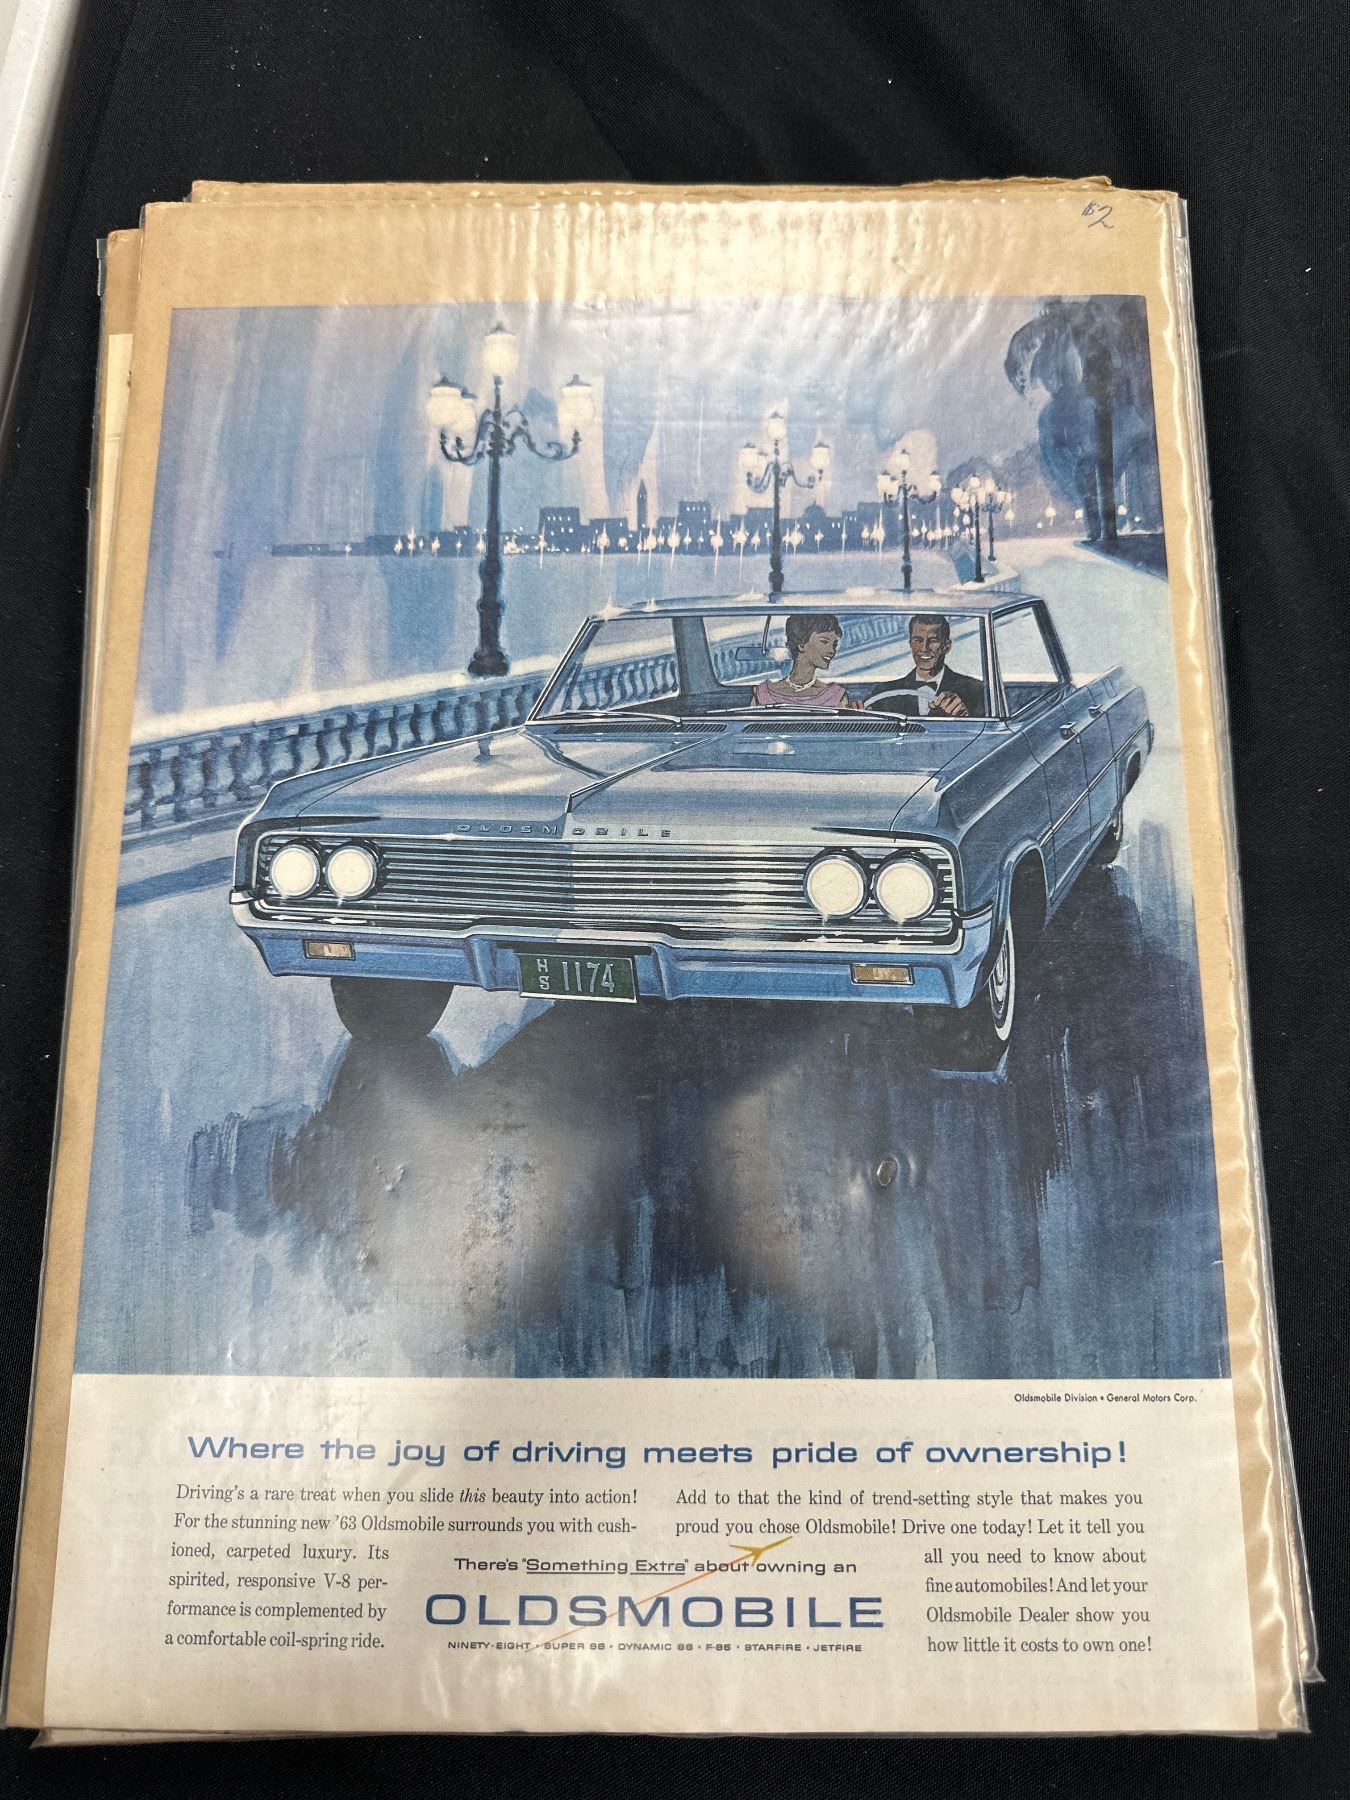 $2
OLDSMOBILE
HS 1174
Oldsmobile Division • General Motors Corp.
Where the joy of driving meets pride of ownership!
Driving's a rare treat when you slide this beauty into action!
For the stunning new '63 Oldsmobile surrounds you with cush-
ioned, carpeted luxury. Its
spirited, responsive V-8 per-
formance is complemented by
a comfortable coil-spring ride.
Add to that the kind of trend-setting style that makes you
proud you chose Oldsmobile! Drive one today! Let it tell you
all you need to know about
fine automobiles! And let your
Oldsmobile Dealer show you
how little it costs to own one!
There's "Something Extra" about owning an
OLDSMOBILE
NINETY-EIGHT • SUPER 88 • DYNAMIC 88 • F-85 • STARFIRE • JETFIRE